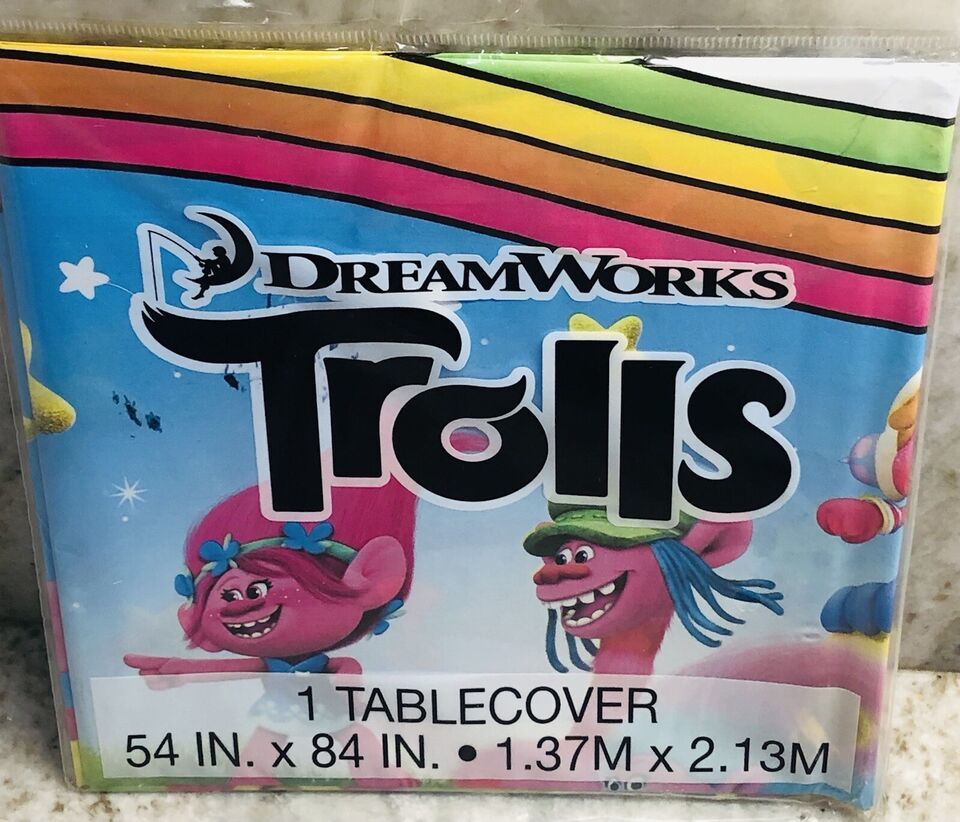 DREAMWORKS
Trolls
1 TABLECOVER
54 IN. x 84 IN. • 1.37M x 2.13M